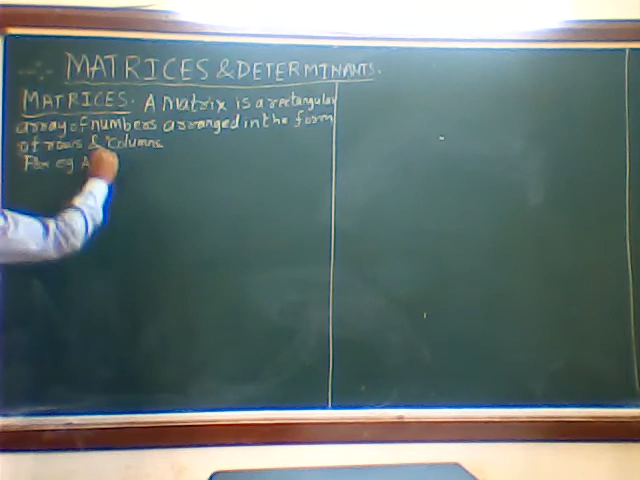 MATRICES & DETERMINANTS.
MATRICES. A Matrix is a rectangular
array of numbers arranged in the form
of rows & columns
For eg A